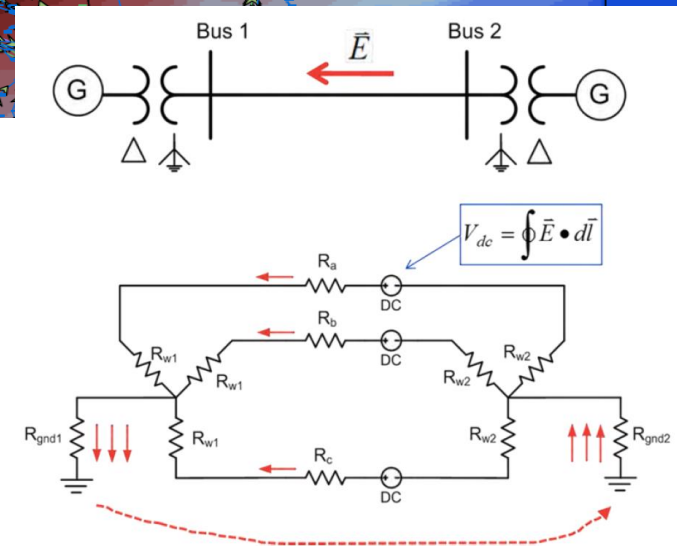 Bus 1
Bus 2
E⃗
G
G
Δ
Δ
V_dc = ∮E⃗ • dl⃗
R_a
DC
R_b
DC
R_w1
R_w1
R_w2
R_w2
R_gnd1
R_w1
R_w2
R_gnd2
R_c
DC